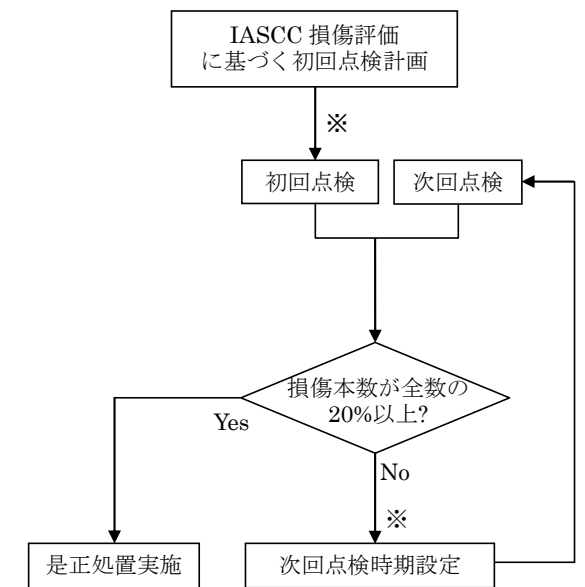 IASCC 損傷評価
に基づく初回点検計画
※
初回点検
次回点検
損傷本数が全数の
20%以上?
Yes
No
※
是正処置実施
次回点検時期設定